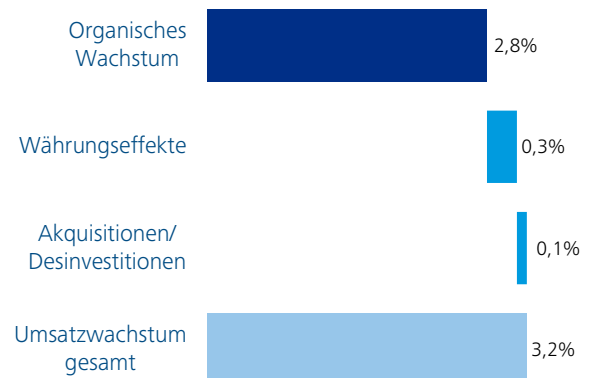 Organisches
Wachstum
2,8%
Währungseffekte
0,3%
Akquisitionen/
Desinvestitionen
0,1%
Umsatzwachstum
gesamt
3,2%